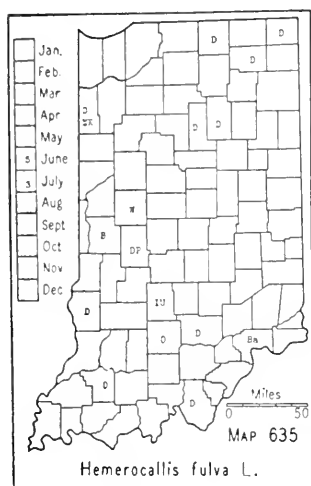 Jan.
Feb.
Mar
Apr
May
5 June
3 July
Aug
Sept
Oct
Nov
Dec
D
D
D
D
D
D
D
W
B
DP
D
IU
D
D
Ba
D
D
Miles
0 50
MAP 635
Hemerocallis fulva L.